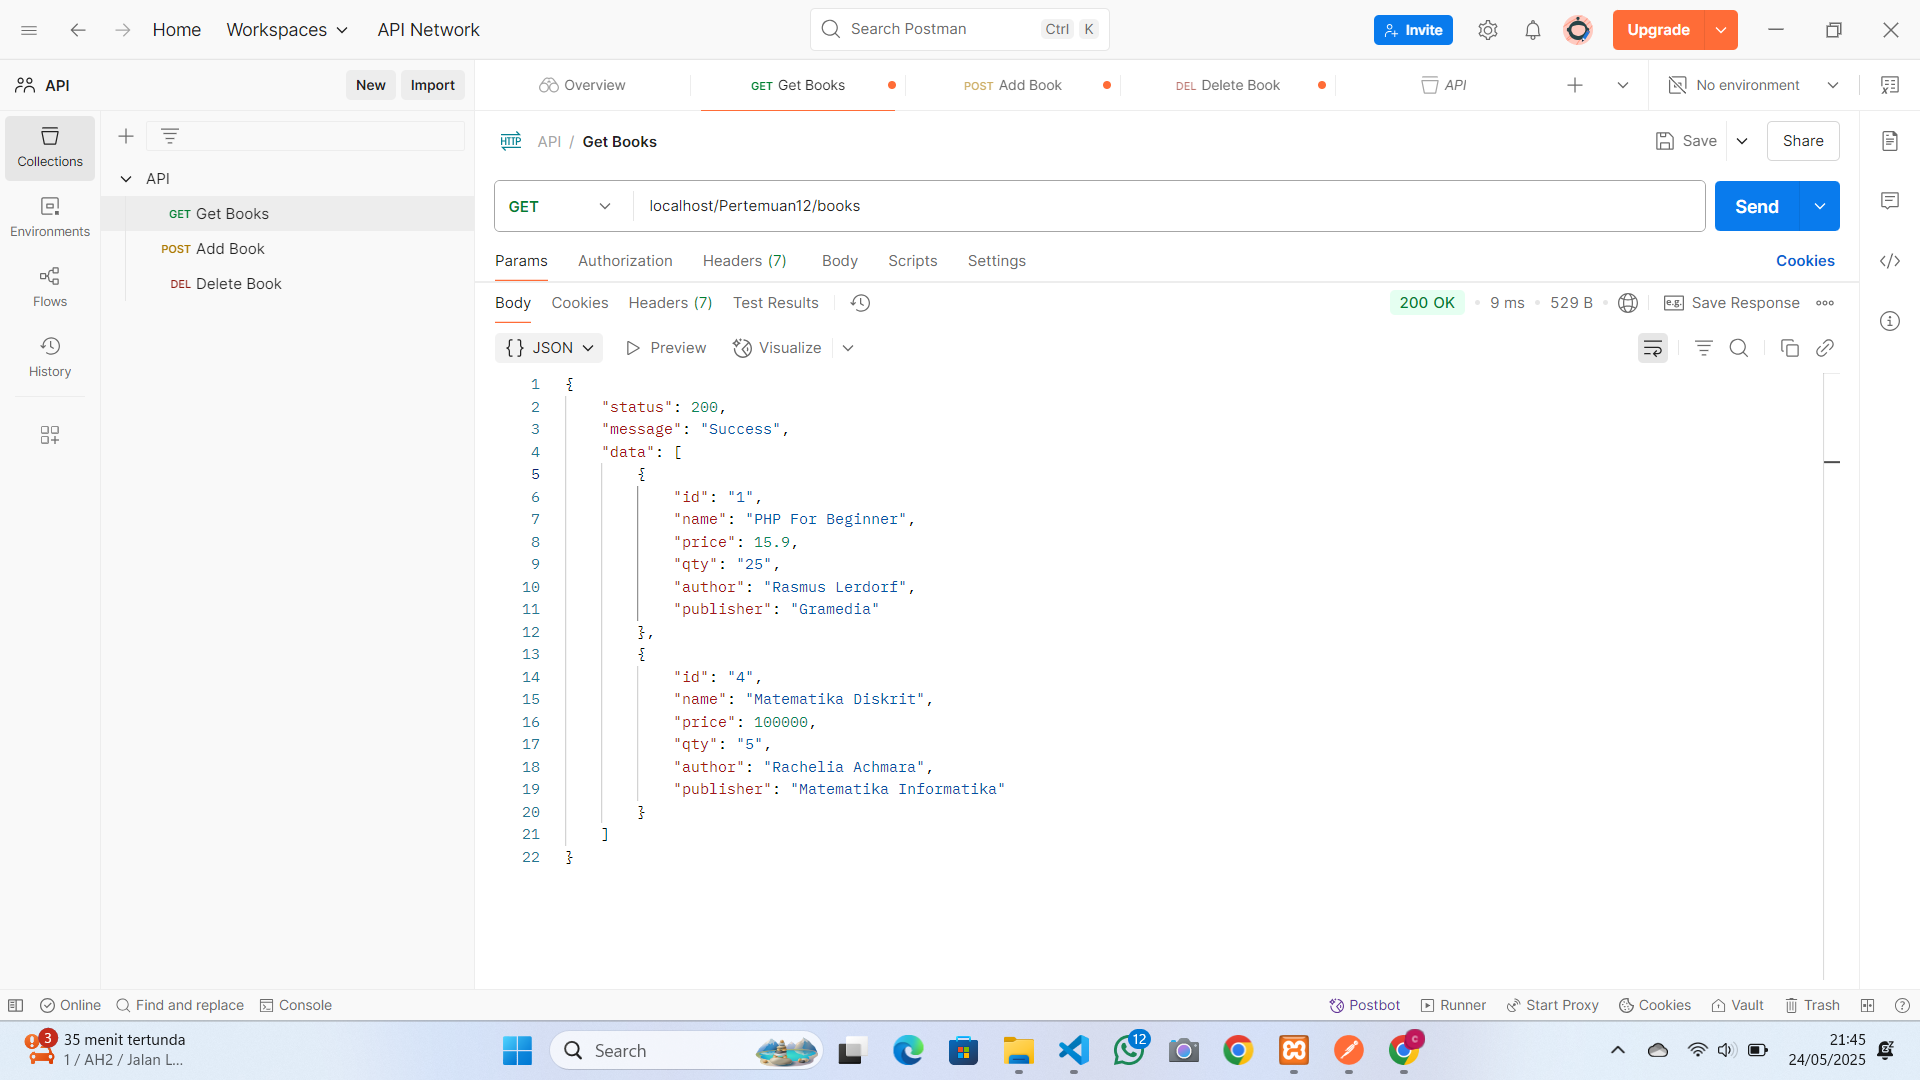 Home
Workspaces
API Network
Search Postman
Ctrl
K
Invite
Upgrade
API
New
Import
Overview
GET Get Books
POST Add Book
DEL Delete Book
API
No environment
Collections
Environments
Flows
History
API
GET Get Books
POST Add Book
DEL Delete Book
HTTP
API / Get Books
Save
Share
GET
localhost/Pertemuan12/books
Send
Params
Authorization
Headers (7)
Body
Scripts
Settings
Cookies
Body
Cookies
Headers (7)
Test Results
200 OK
9 ms
529 B
e.g.
Save Response
{} JSON
Preview
Visualize
1 {
2 "status": 200,
3 "message": "Success",
4 "data": [
5 {
6 "id": "1",
7 "name": "PHP For Beginner",
8 "price": 15.9,
9 "qty": "25",
10 "author": "Rasmus Lerdorf",
11 "publisher": "Gramedia"
12 },
13 {
14 "id": "4",
15 "name": "Matematika Diskrit",
16 "price": 100000,
17 "qty": "5",
18 "author": "Rachelia Achmara",
19 "publisher": "Matematika Informatika"
20 }
21 ]
22 }
Online
Find and replace
Console
Postbot
Runner
Start Proxy
Cookies
Vault
Trash
3
35 menit tertunda
1 / AH2 / Jalan L...
Search
12
C
21:45
24/05/2025